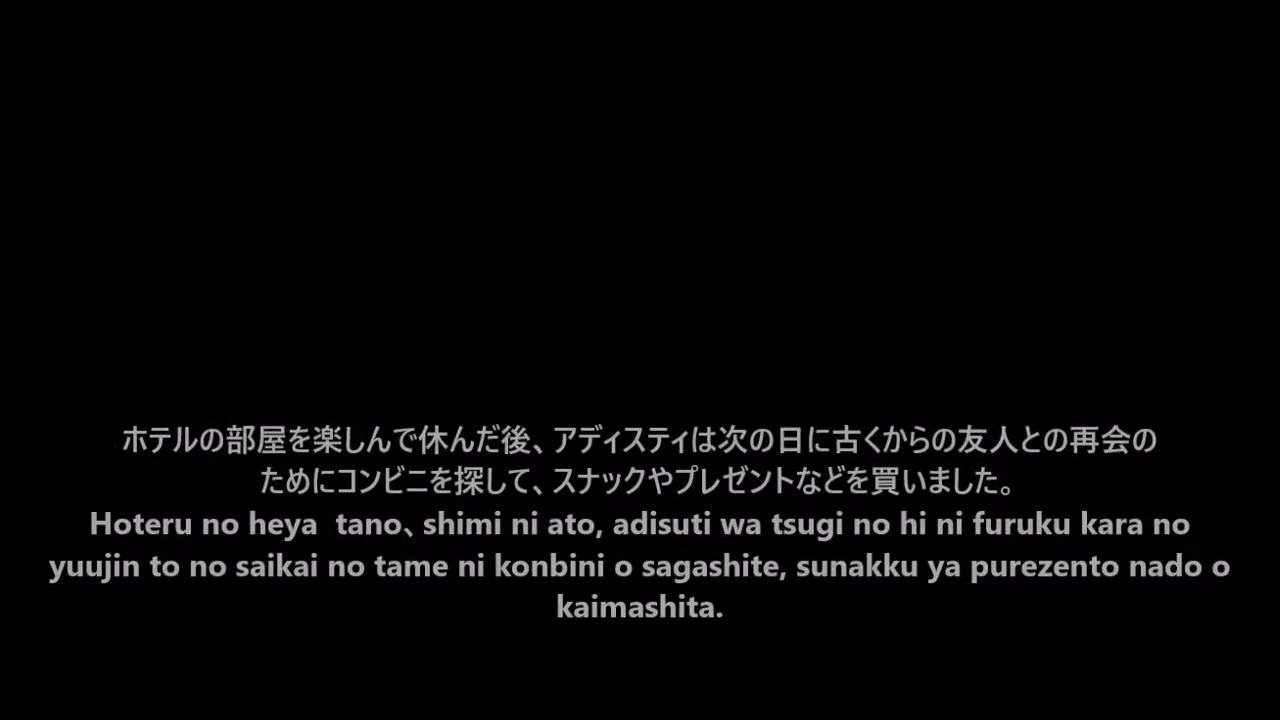 ホテルの部屋を楽しんで休んだ後、アディスティは次の日に古くからの友人との再会の
ためにコンビニを探して、スナックやプレゼントなどを買いました。
Hoteru no heya  tano、shimi ni ato, adisuti wa tsugi no hi ni furuku kara no
yuujin to no saikai no tame ni konbini o sagashite, sunakku ya purezento nado o
kaimashita.